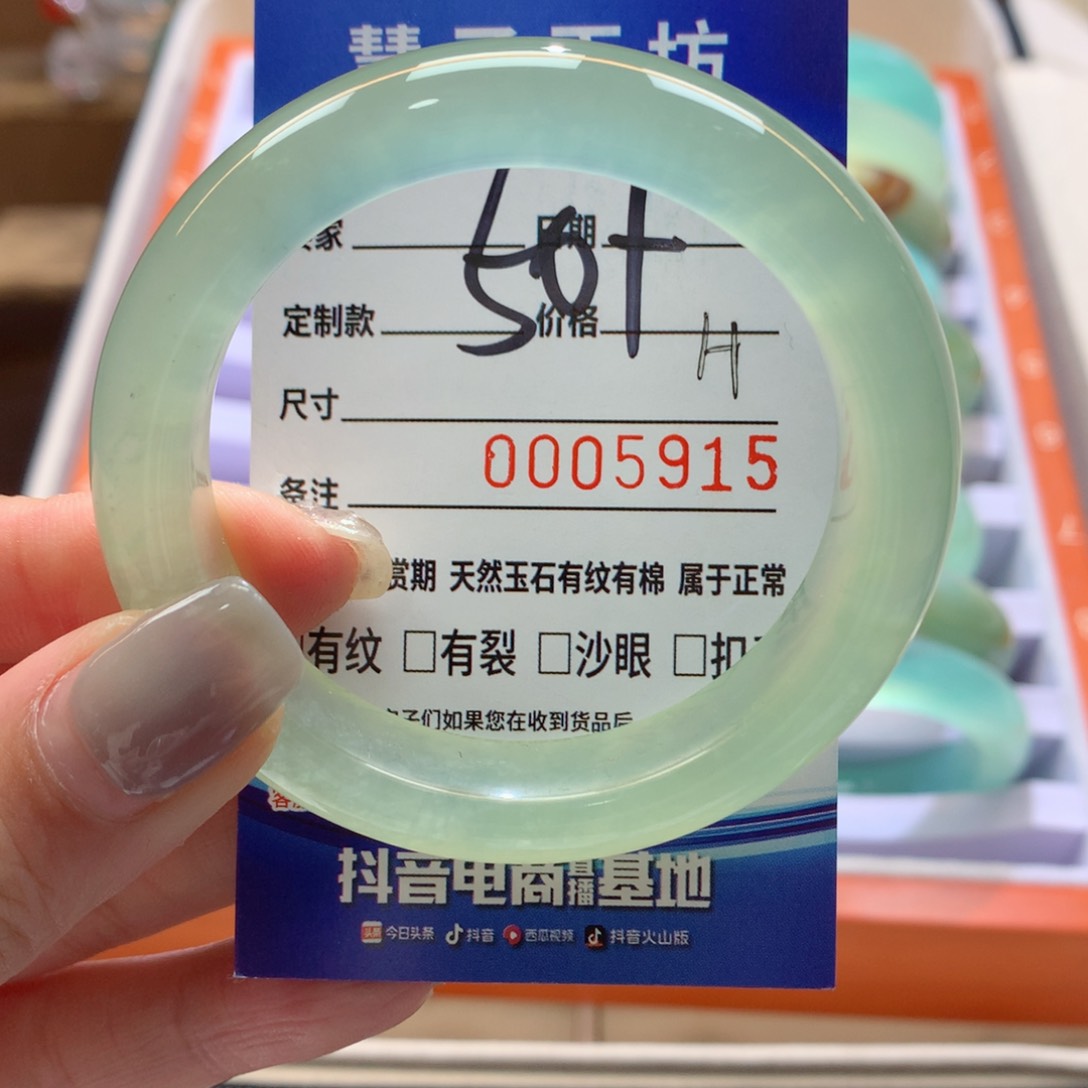 家 日期
50+
定制款 价格
H
尺寸
0005915
备注
赏期 天然玉石有纹有棉 属于正常
有纹 □有裂 □沙眼 □扣
子们如果您在收到货品后
抖音电商直播基地
头条 今日头条 抖音 西瓜视频 抖音火山版